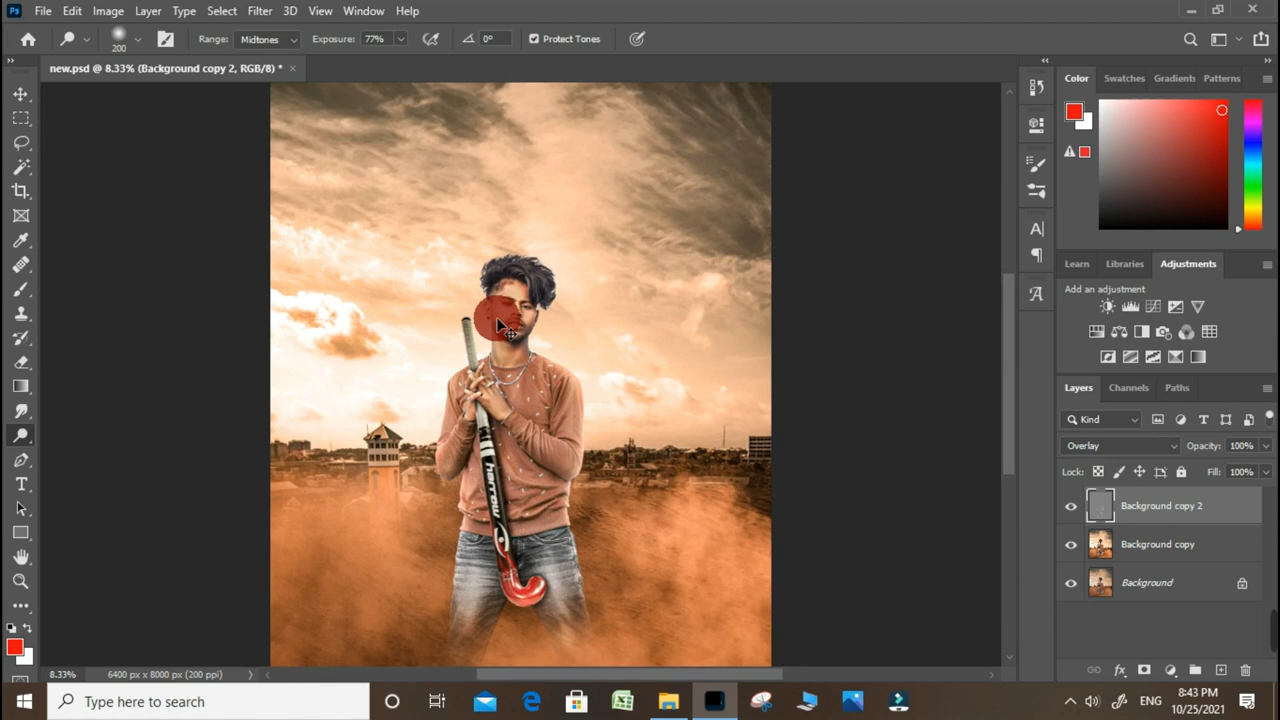 Ps File Edit Image Layer Type Select Filter 3D View Window Help
200 Range: Midtones Exposure: 77% 0° Protect Tones
new.psd @ 8.33% (Background copy 2, RGB/8) * ×
Color Swatches Gradients Patterns
Learn Libraries Adjustments
Add an adjustment
Layers Channels Paths
Kind
Overlay Opacity: 100%
Lock: Fill: 100%
Background copy 2
Background copy
Background
harrow
8.33% 6400 px x 8000 px (200 ppi)
Type here to search
ENG
8:43 PM
10/25/2021